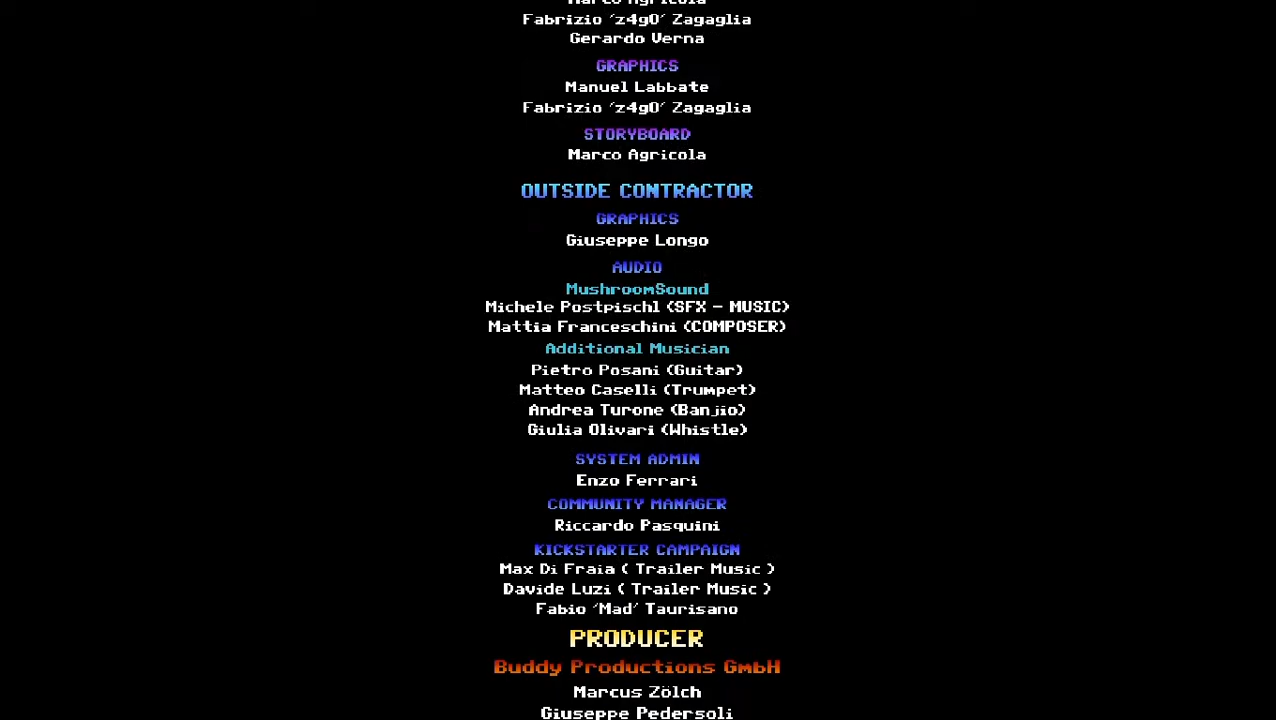 Marco Agricola
Fabrizio 'z4g0' Zagaglia
Gerardo Verna
GRAPHICS
Manuel Labbate
Fabrizio 'z4g0' Zagaglia
STORYBOARD
Marco Agricola
OUTSIDE CONTRACTOR
GRAPHICS
Giuseppe Longo
AUDIO
MushroomSound
Michele Postpischl (SFX - MUSIC)
Mattia Franceschini (COMPOSER)
Additional Musician
Pietro Posani (Guitar)
Matteo Caselli (Trumpet)
Andrea Turone (Banjio)
Giulia Olivari (Whistle)
SYSTEM ADMIN
Enzo Ferrari
COMMUNITY MANAGER
Riccardo Pasquini
KICKSTARTER CAMPAIGN
Max Di Fraia ( Trailer Music )
Davide Luzi ( Trailer Music )
Fabio 'Mad' Taurisano
PRODUCER
Buddy Productions GmbH
Marcus Zölch
Giuseppe Pedersoli